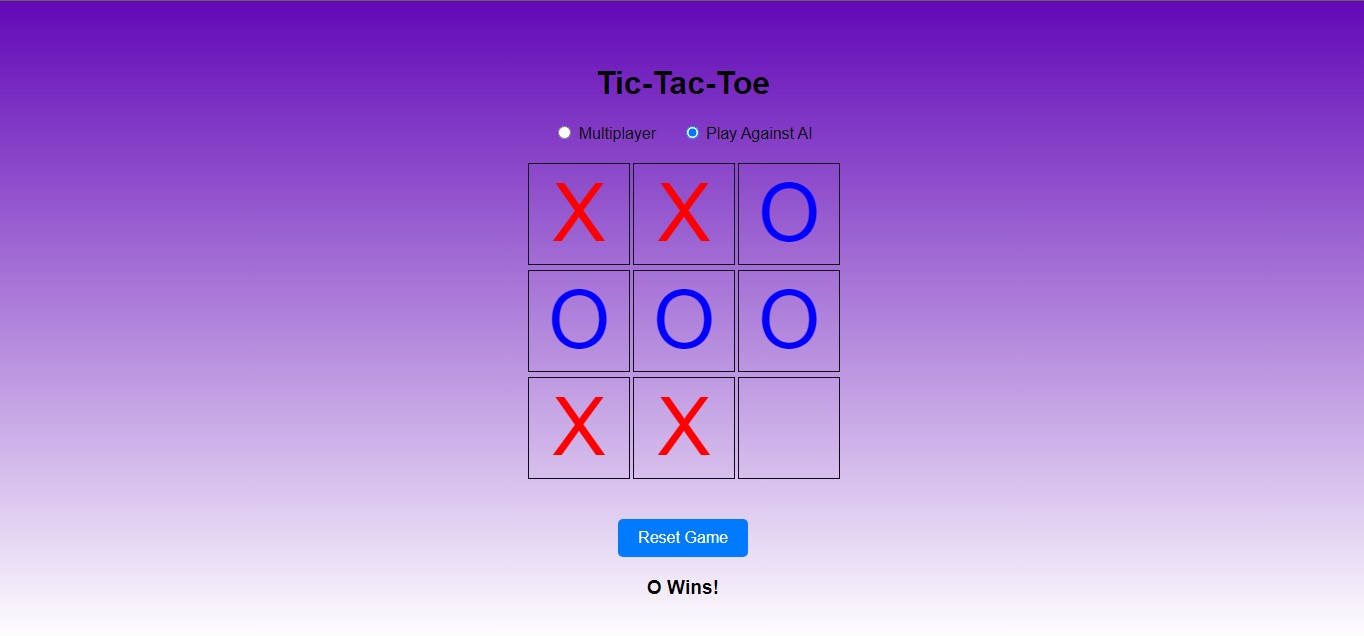 Tic-Tac-Toe
Multiplayer Play Against AI
X X O
O O O
X X
Reset Game
O Wins!